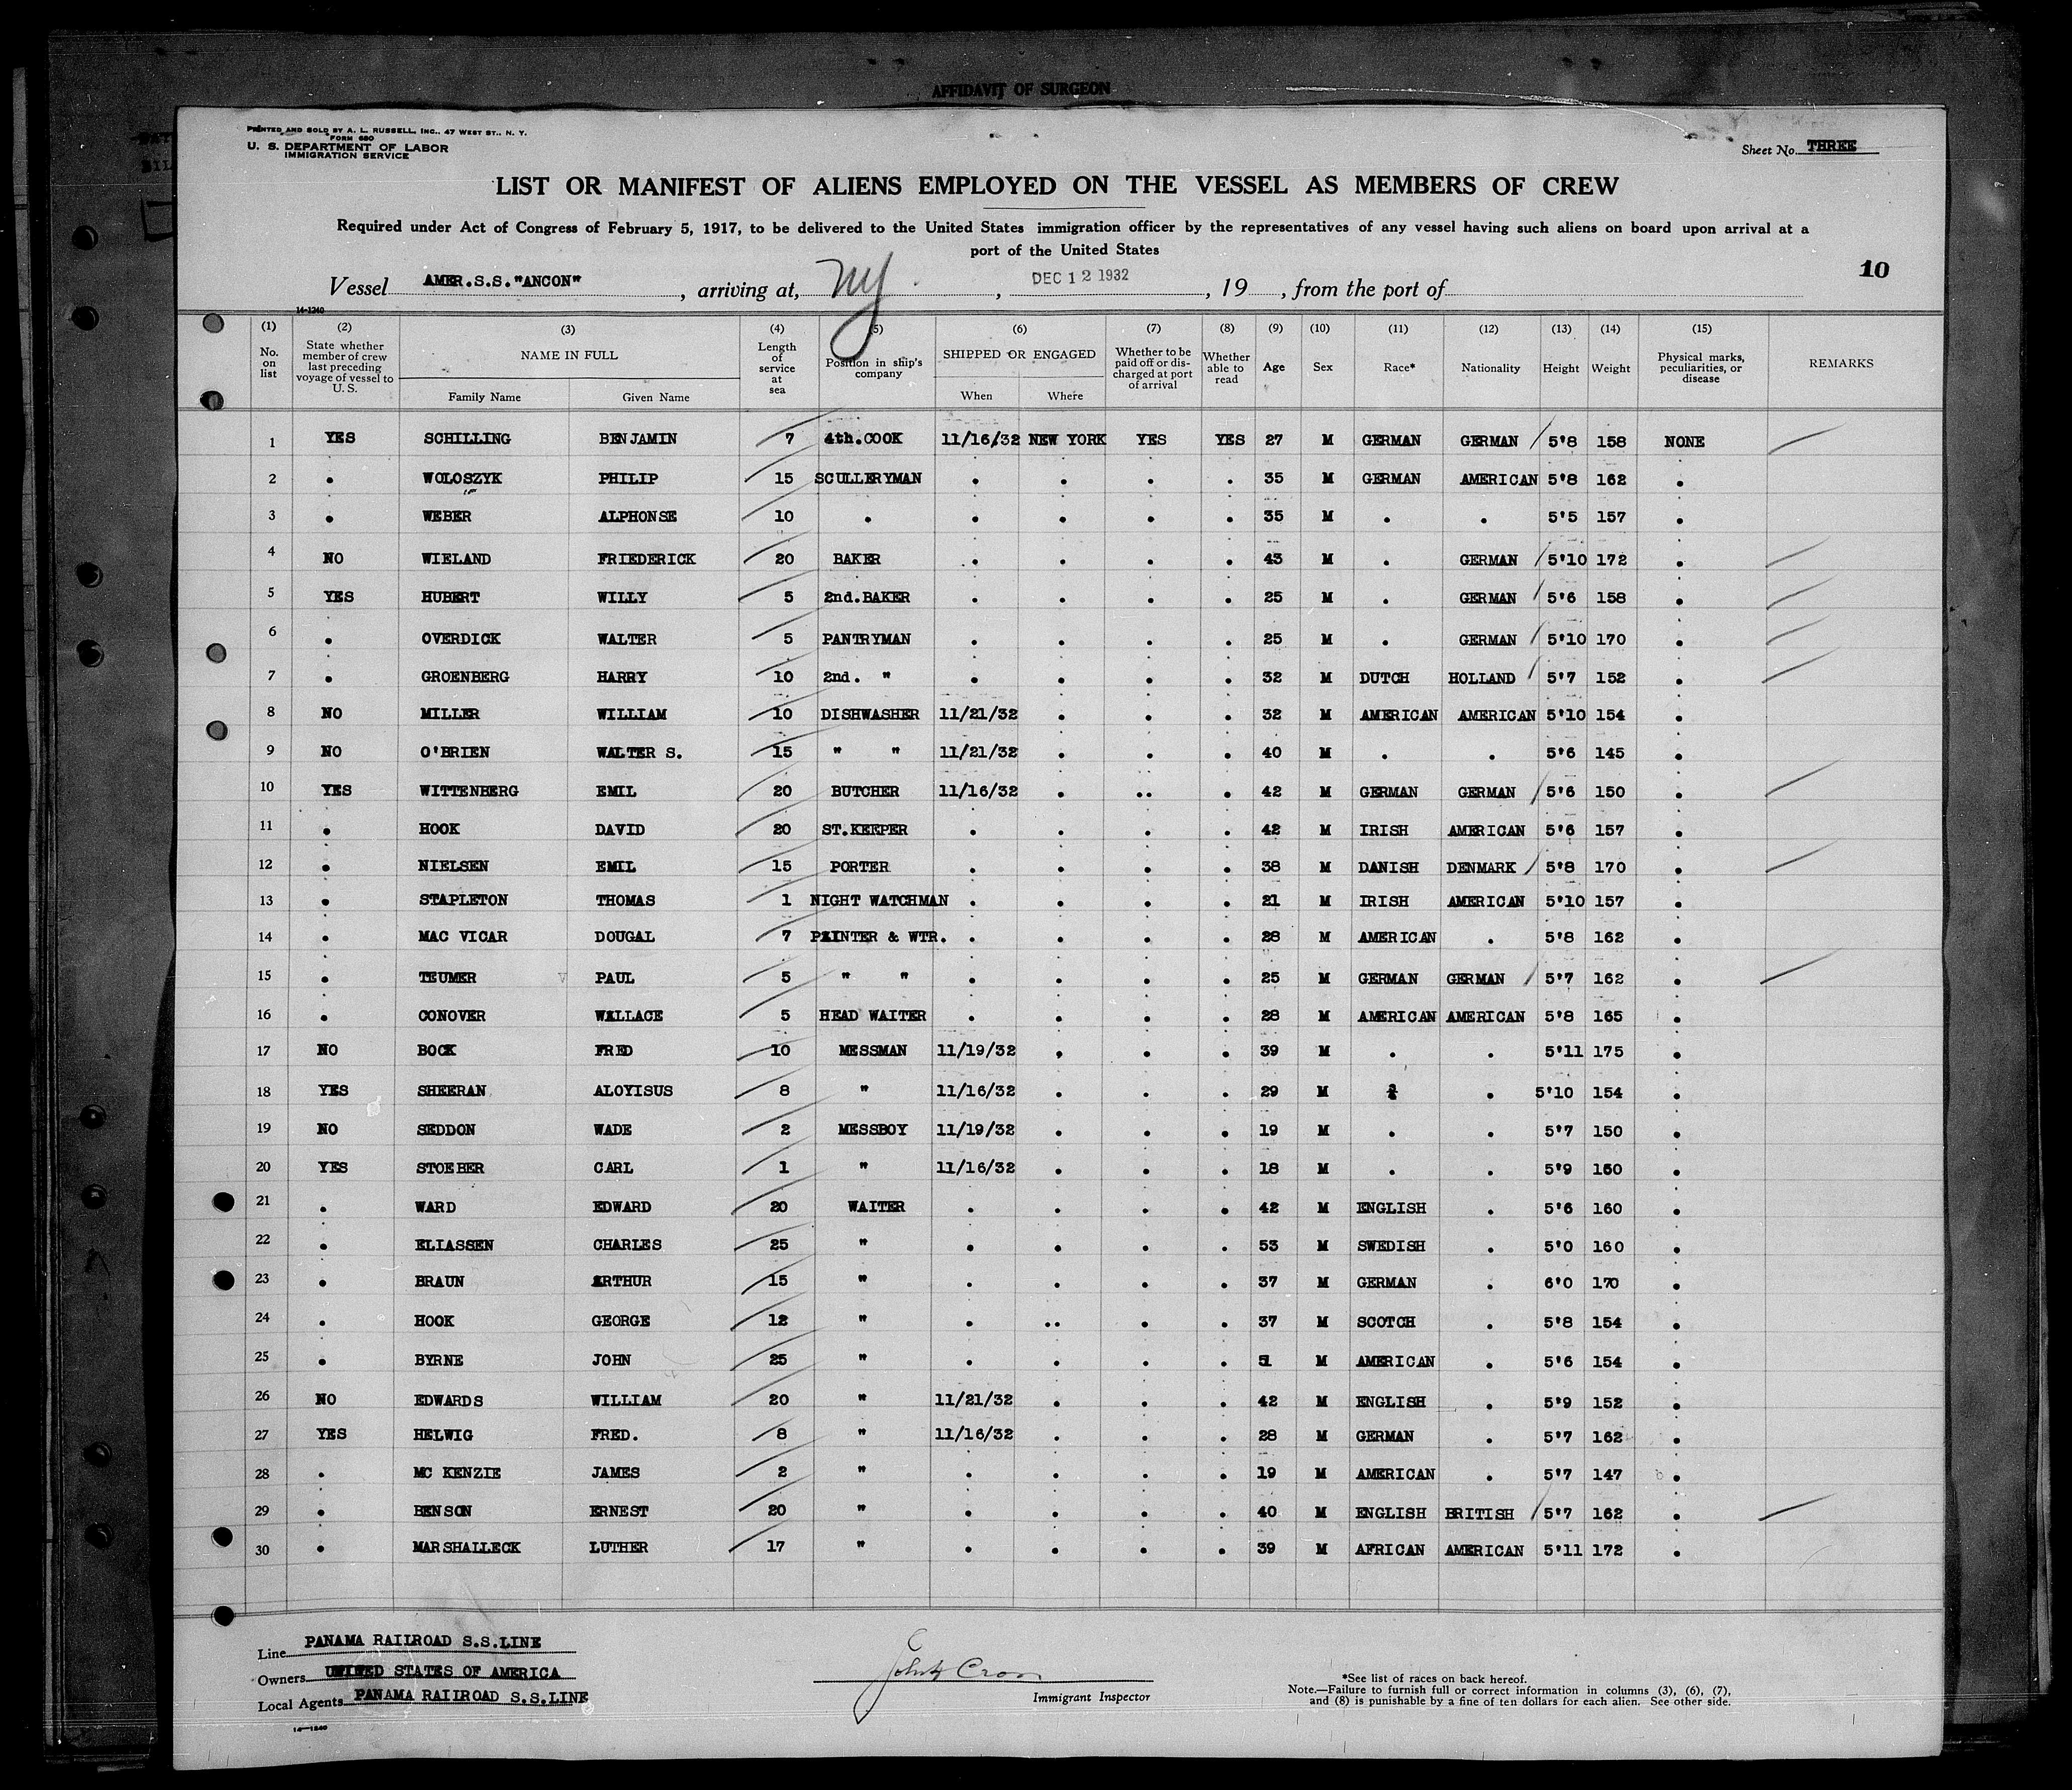 AFFIDAVIT OF SURGEON
PRINTED AND SOLD BY A. L. RUSSELL, INC., 47 WEST ST., N. Y.
FORM 680
U. S. DEPARTMENT OF LABOR
IMMIGRATION SERVICE
Sheet No. THREE
LIST OR MANIFEST OF ALIENS EMPLOYED ON THE VESSEL AS MEMBERS OF CREW
Required under Act of Congress of February 5, 1917, to be delivered to the United States immigration officer by the representatives of any vessel having such aliens on board upon arrival at a
port of the United States
10
Vessel AMER.S.S."ANCON", arriving at, NY, DEC 12 1932, 19, from the port of
14-1240
(1) No. on list (2) State whether member of crew last preceding voyage of vessel to U. S. (3) NAME IN FULL Family Name Given Name (4) Length of service at sea (5) Position in ship's company (6) SHIPPED OR ENGAGED When Where (7) Whether to be paid off or discharged at port of arrival (8) Whether able to read (9) Age (10) Sex (11) Race* (12) Nationality (13) Height (14) Weight (15) Physical marks, peculiarities, or disease REMARKS
1 YES SCHILLING BENJAMIN 7 4th.COOK 11/16/32 NEW YORK YES YES 27 M GERMAN GERMAN 5'8 158 NONE
2 . WOLOSZYK PHILIP 15 SCULLERYMAN . . . . 35 M GERMAN AMERICAN 5'8 162 .
3 . WEBER ALPHONSE 10 . . . . . 35 M . . 5'5 157 .
4 NO WIELAND FRIEDERICK 20 BAKER . . . . 43 M . GERMAN 5'10 172 .
5 YES HUBERT WILLY 5 2nd.BAKER . . . . 25 M . GERMAN 5'6 158 .
6 . OVERDICK WALTER 5 PANTRYMAN . . . . 25 M . GERMAN 5'10 170 .
7 . GROENBERG HARRY 10 2nd. " . . . . 32 M DUTCH HOLLAND 5'7 152 .
8 NO MILLER WILLIAM 10 DISHWASHER 11/21/32 . . . 32 M AMERICAN AMERICAN 5'10 154 .
9 NO O'BRIEN WALTER S. 15 " " 11/21/32 . . . 40 M . . 5'6 145 .
10 YES WITTENBERG EMIL 20 BUTCHER 11/16/32 . .. . 42 M GERMAN GERMAN 5'6 150 .
11 . HOOK DAVID 20 ST.KEEPER . . . . 42 M IRISH AMERICAN 5'6 157 .
12 . NIELSEN EMIL 15 PORTER . . . . 38 M DANISH DENMARK 5'8 170 .
13 . STAPLETON THOMAS 1 NIGHT WATCHMAN . . . . 21 M IRISH AMERICAN 5'10 157 .
14 . MAC VICAR DOUGAL 7 PAINTER & WTR. . . . . 28 M AMERICAN . 5'8 162 .
15 . TEUMER PAUL 5 " " . . . . 25 M GERMAN GERMAN 5'7 162 .
16 . CONOVER WALLACE 5 HEAD WAITER . . . . 28 M AMERICAN AMERICAN 5'8 165 .
17 NO BOCK FRED 10 MESSMAN 11/19/32 . . . 39 M . . 5'11 175 .
18 YES SHEERAN ALOYISUS 8 " 11/16/32 . . . 29 M . 5'10 154 .
19 NO SEDDON WADE 2 MESSBOY 11/19/32 . . . 19 M . . 5'7 150 .
20 YES STOEBER CARL 1 " 11/16/32 . . . 18 M . . 5'9 160 .
21 . WARD EDWARD 20 WAITER . . . . 42 M ENGLISH . 5'6 160 .
22 . ELIASSEN CHARLES 25 " . . . . 53 M SWEDISH . 5'0 160 .
23 . BRAUN ARTHUR 15 " . . . . 37 M GERMAN . 6'0 170 .
24 . HOOK GEORGE 12 " . .. . . 37 M SCOTCH . 5'8 154 .
25 . BYRNE JOHN 25 " . . . . 51 M AMERICAN . 5'6 154 .
26 NO EDWARDS WILLIAM 20 " 11/21/32 . . . 42 M ENGLISH . 5'9 152 .
27 YES HELWIG FRED. 8 " 11/16/32 . . . 28 M GERMAN . 5'7 162 .
28 . MC KENZIE JAMES 2 " . . . . 19 M AMERICAN . 5'7 147 .
29 . BENSON ERNEST 20 " . . . . 40 M ENGLISH BRITISH 5'7 162 .
30 . MARSHALLECK LUTHER 17 " . . . . 39 M AFRICAN AMERICAN 5'11 172 .
Line PANAMA RAILROAD S.S.LINE
Owners UNITED STATES OF AMERICA
Local Agents PANAMA RAILROAD S.S.LINE
14-1240
Immigrant Inspector
*See list of races on back hereof.
Note.—Failure to furnish full or correct information in columns (3), (6), (7),
and (8) is punishable by a fine of ten dollars for each alien. See other side.